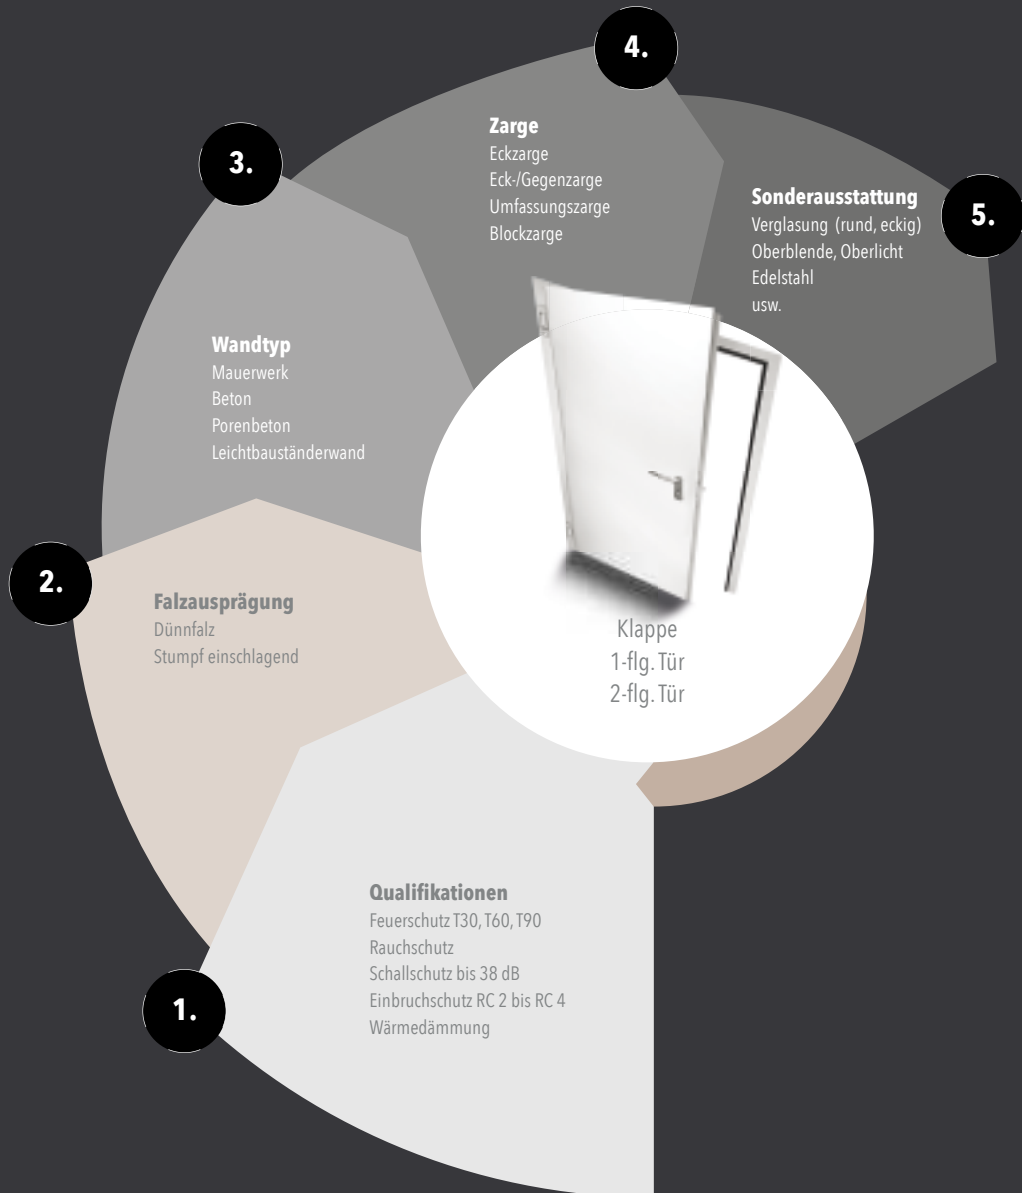 4.
Zarge
Eckzarge
Eck-/Gegenzarge
Umfassungszarge
Blockzarge
3.
5.
Sonderausstattung
Verglasung (rund, eckig)
Oberblende, Oberlicht
Edelstahl
usw.
Wandtyp
Mauerwerk
Beton
Porenbeton
Leichtbauständerwand
2.
Falzausprägung
Dünnfalz
Stumpf einschlagend
Klappe
1-flg. Tür
2-flg. Tür
Qualifikationen
Feuerschutz T30, T60, T90
Rauchschutz
Schallschutz bis 38 dB
Einbruchschutz RC 2 bis RC 4
Wärmedämmung
1.